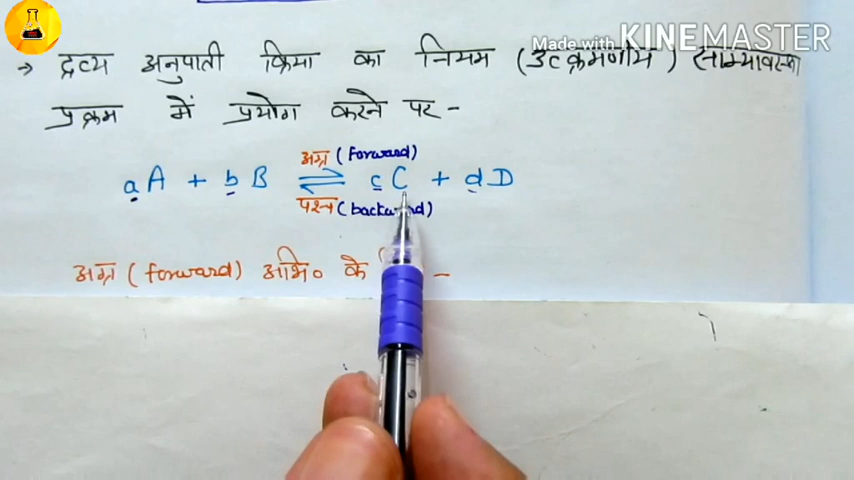 Made with KINEMASTER
→ द्रव्य अनुपाती क्रिया का नियम (उत्क्रमणीय) साम्यावस्था
प्रक्रम में प्रयोग करने पर -
अग्र (forward)
aA + bB ⇌ cC + dD
पश्च (backward)
अग्र (forward) अभि० के -